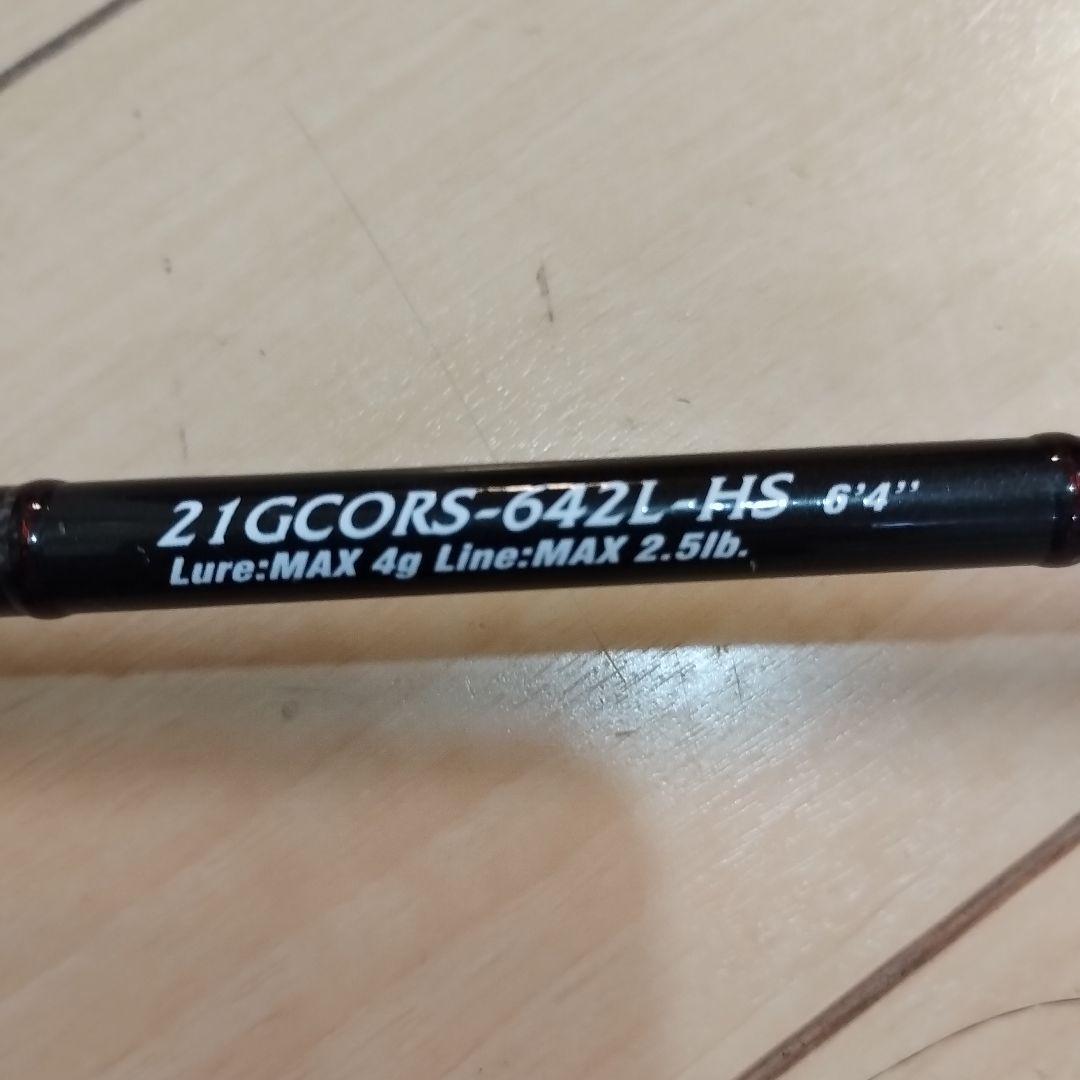 21GCORS-642L-HS 6'4''
Lure:MAX 4g Line:MAX 2.5lb.